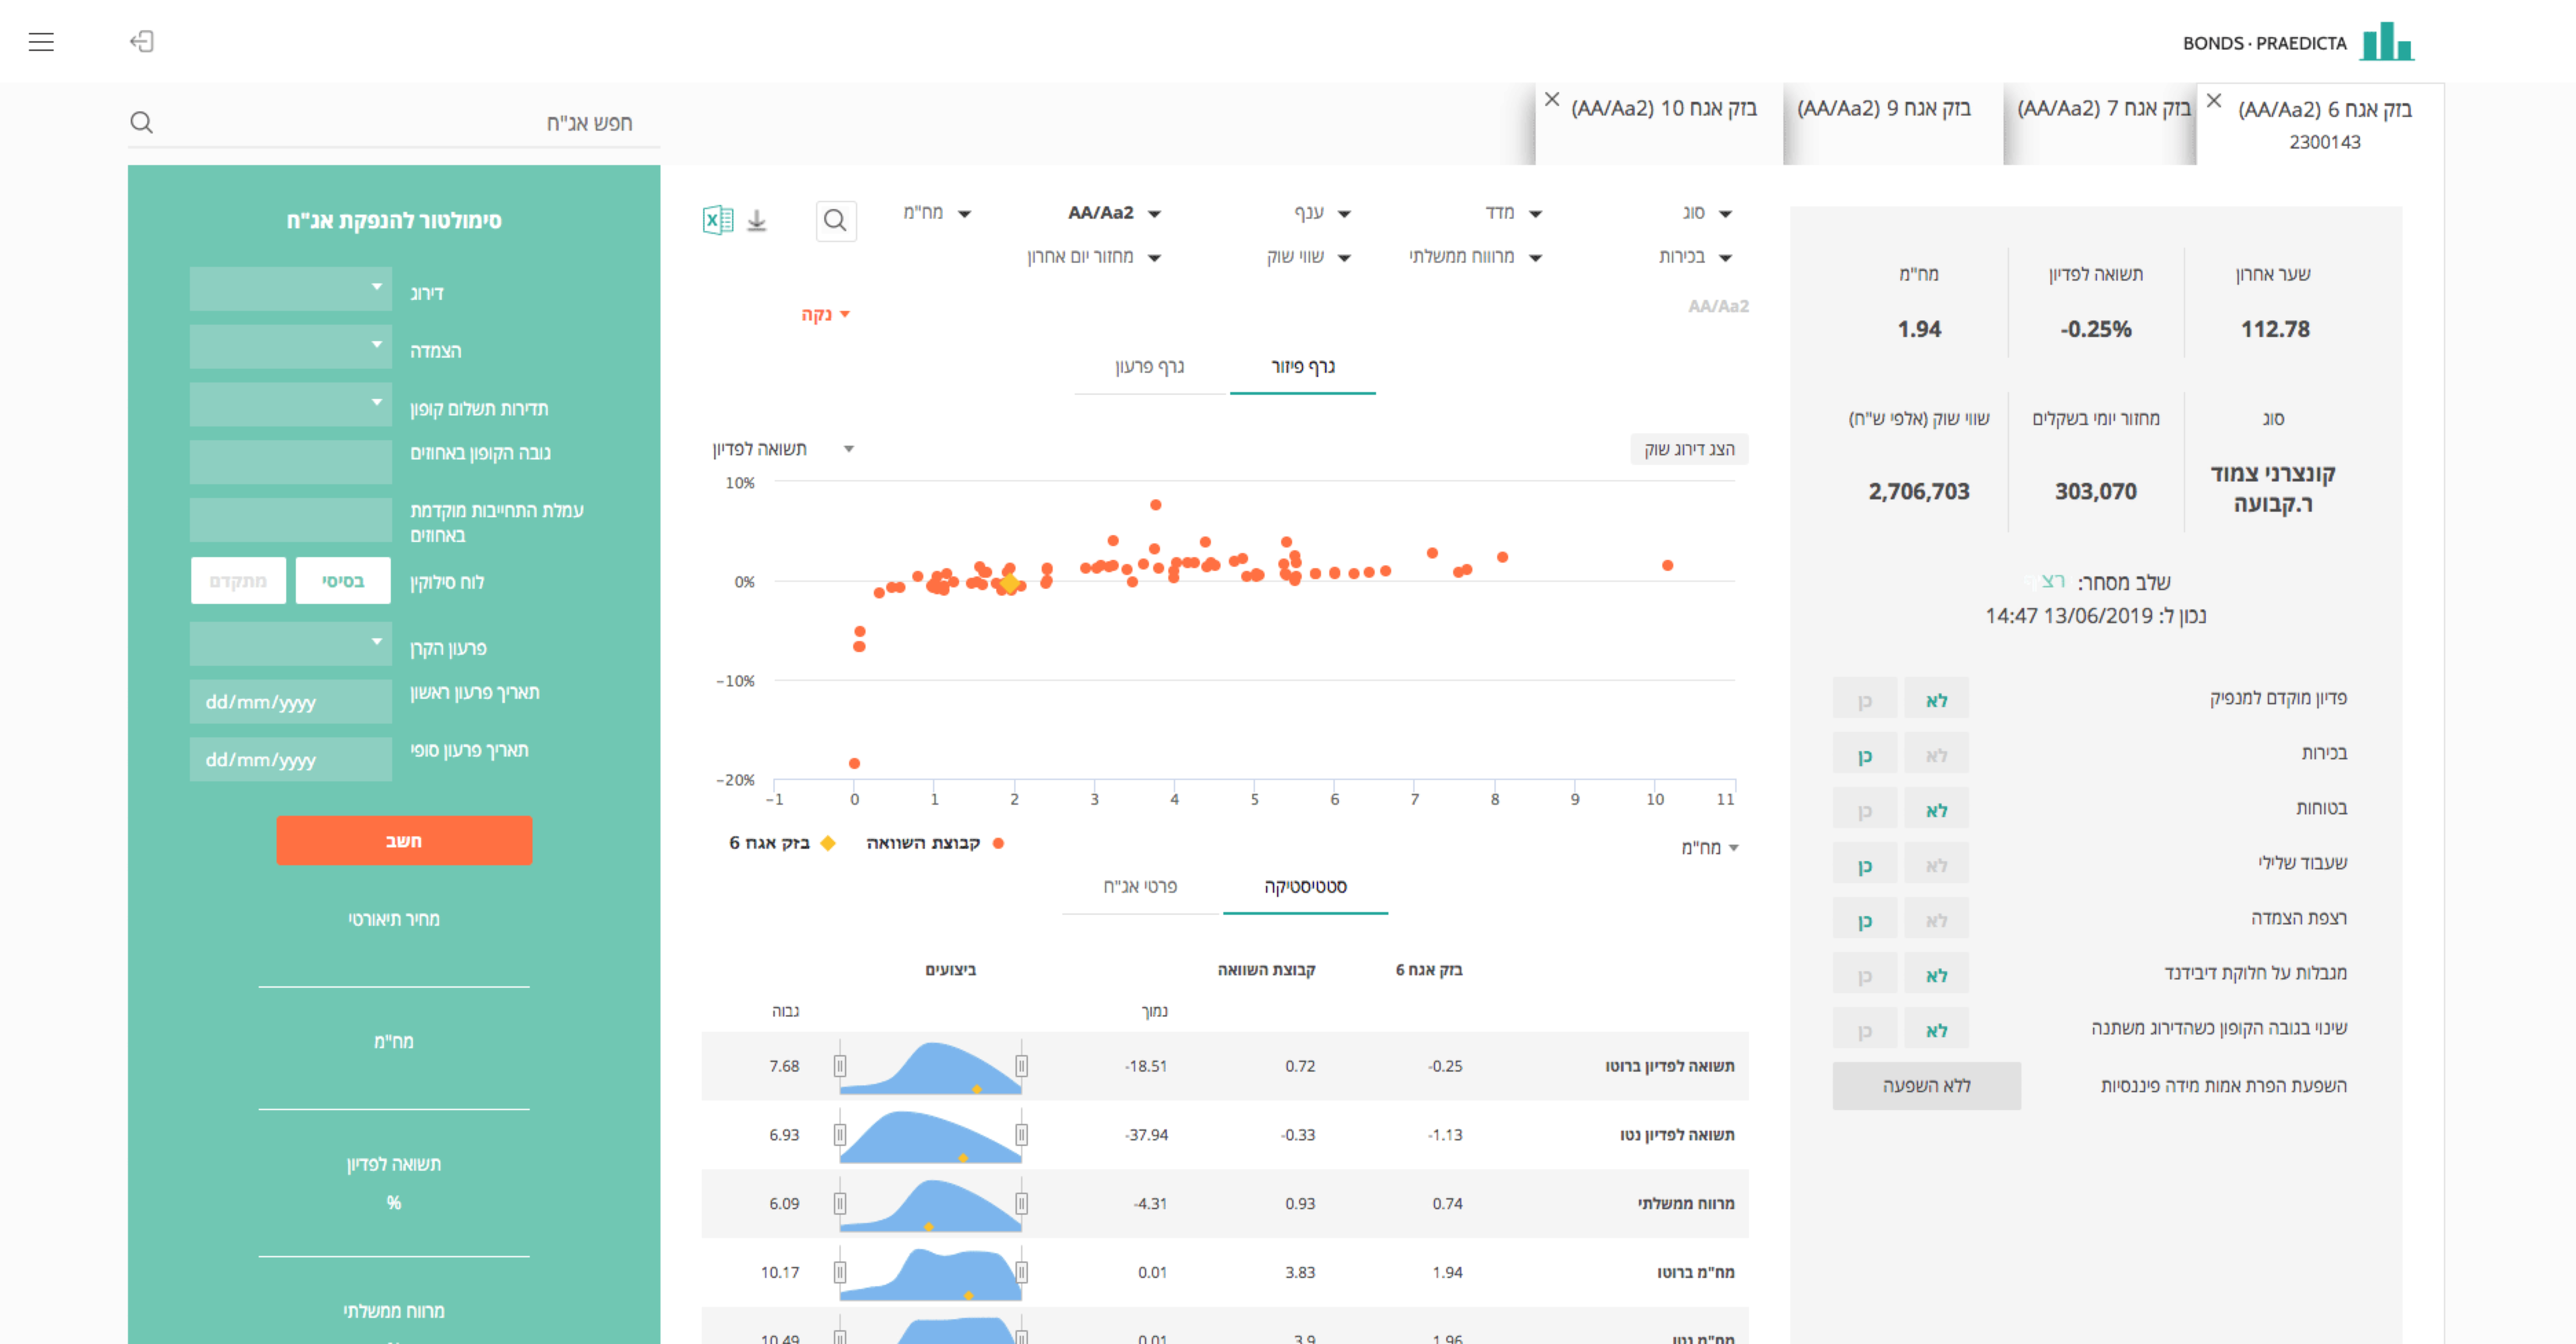 BONDS · PRAEDICTA
בזק אגח 6 (AA/Aa2)
2300143
בזק אגח 7 (AA/Aa2)
בזק אגח 9 (AA/Aa2)
בזק אגח 10 (AA/Aa2)
חפש אג"ח
שער אחרון
תשואה לפדיון
מח"מ
112.78
-0.25%
1.94
סוג
מחזור יומי בשקלים
שווי שוק (אלפי ש"ח)
קונצרני צמוד
ר.קבועה
303,070
2,706,703
שלב מסחר:
נכון ל: 13/06/2019 14:47
פדיון מוקדם למנפיק
לא
כן
בכירות
לא
כן
בטוחות
לא
כן
שעבוד שלילי
לא
כן
רצפת הצמדה
לא
כן
מגבלות על חלוקת דיבידנד
לא
כן
שינוי בגובה הקופון כשהדירוג משתנה
לא
כן
השפעת הפרת אמות מידה פיננסיות
ללא השפעה
סוג
מדד
ענף
AA/Aa2
מח"מ
בכירות
מרווח ממשלתי
שווי שוק
מחזור יום אחרון
AA/Aa2
נקה
גרף פיזור
גרף פרעון
הצג דירוג שוק
תשואה לפדיון
10%
0%
-10%
-20%
-1 0 1 2 3 4 5 6 7 8 9 10 11
מח"מ
קבוצת השוואה
בזק אגח 6
סטטיסטיקה
פרטי אג"ח
בזק אגח 6
קבוצת השוואה
ביצועים
נמוך
גבוה
תשואה לפדיון ברוטו
-0.25
0.72
-18.51
7.68
תשואה לפדיון נטו
-1.13
-0.33
-37.94
6.93
מרווח ממשלתי
0.74
0.93
-4.31
6.09
מח"מ ברוטו
1.94
3.83
0.01
10.17
מח"מ נטו
1.96
3.9
0.01
10.49
סימולטור להנפקת אג"ח
דירוג
הצמדה
תדירות תשלום קופון
גובה הקופון באחוזים
עמלת התחייבות מוקדמת
באחוזים
לוח סילוקין
בסיסי
מתקדם
פרעון הקרן
תאריך פרעון ראשון
dd/mm/yyyy
תאריך פרעון סופי
dd/mm/yyyy
חשב
מחיר תיאורטי
מח"מ
תשואה לפדיון
%
מרווח ממשלתי